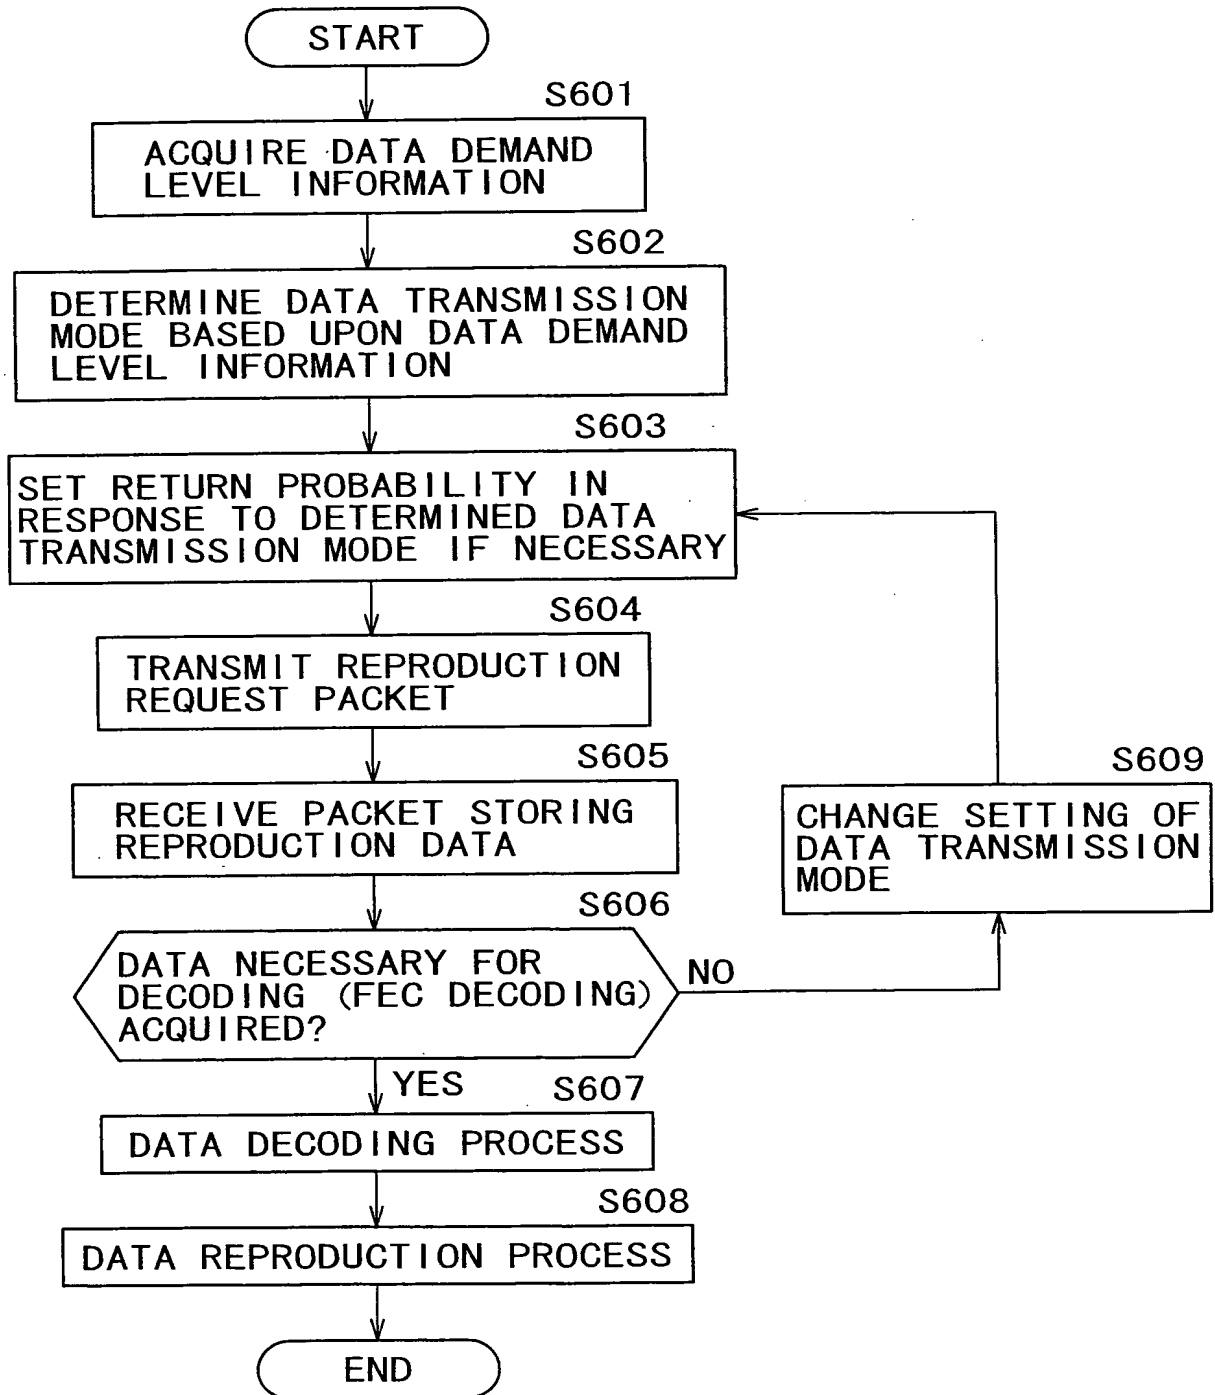 START
S601
ACQUIRE DATA DEMAND
LEVEL INFORMATION
S602
DETERMINE DATA TRANSMISSION
MODE BASED UPON DATA DEMAND
LEVEL INFORMATION
S603
SET RETURN PROBABILITY IN
RESPONSE TO DETERMINED DATA
TRANSMISSION MODE IF NECESSARY
S604
TRANSMIT REPRODUCTION
REQUEST PACKET
S605
RECEIVE PACKET STORING
REPRODUCTION DATA
S609
CHANGE SETTING OF
DATA TRANSMISSION
MODE
S606
DATA NECESSARY FOR
DECODING (FEC DECODING)
ACQUIRED?
NO
YES
S607
DATA DECODING PROCESS
S608
DATA REPRODUCTION PROCESS
END